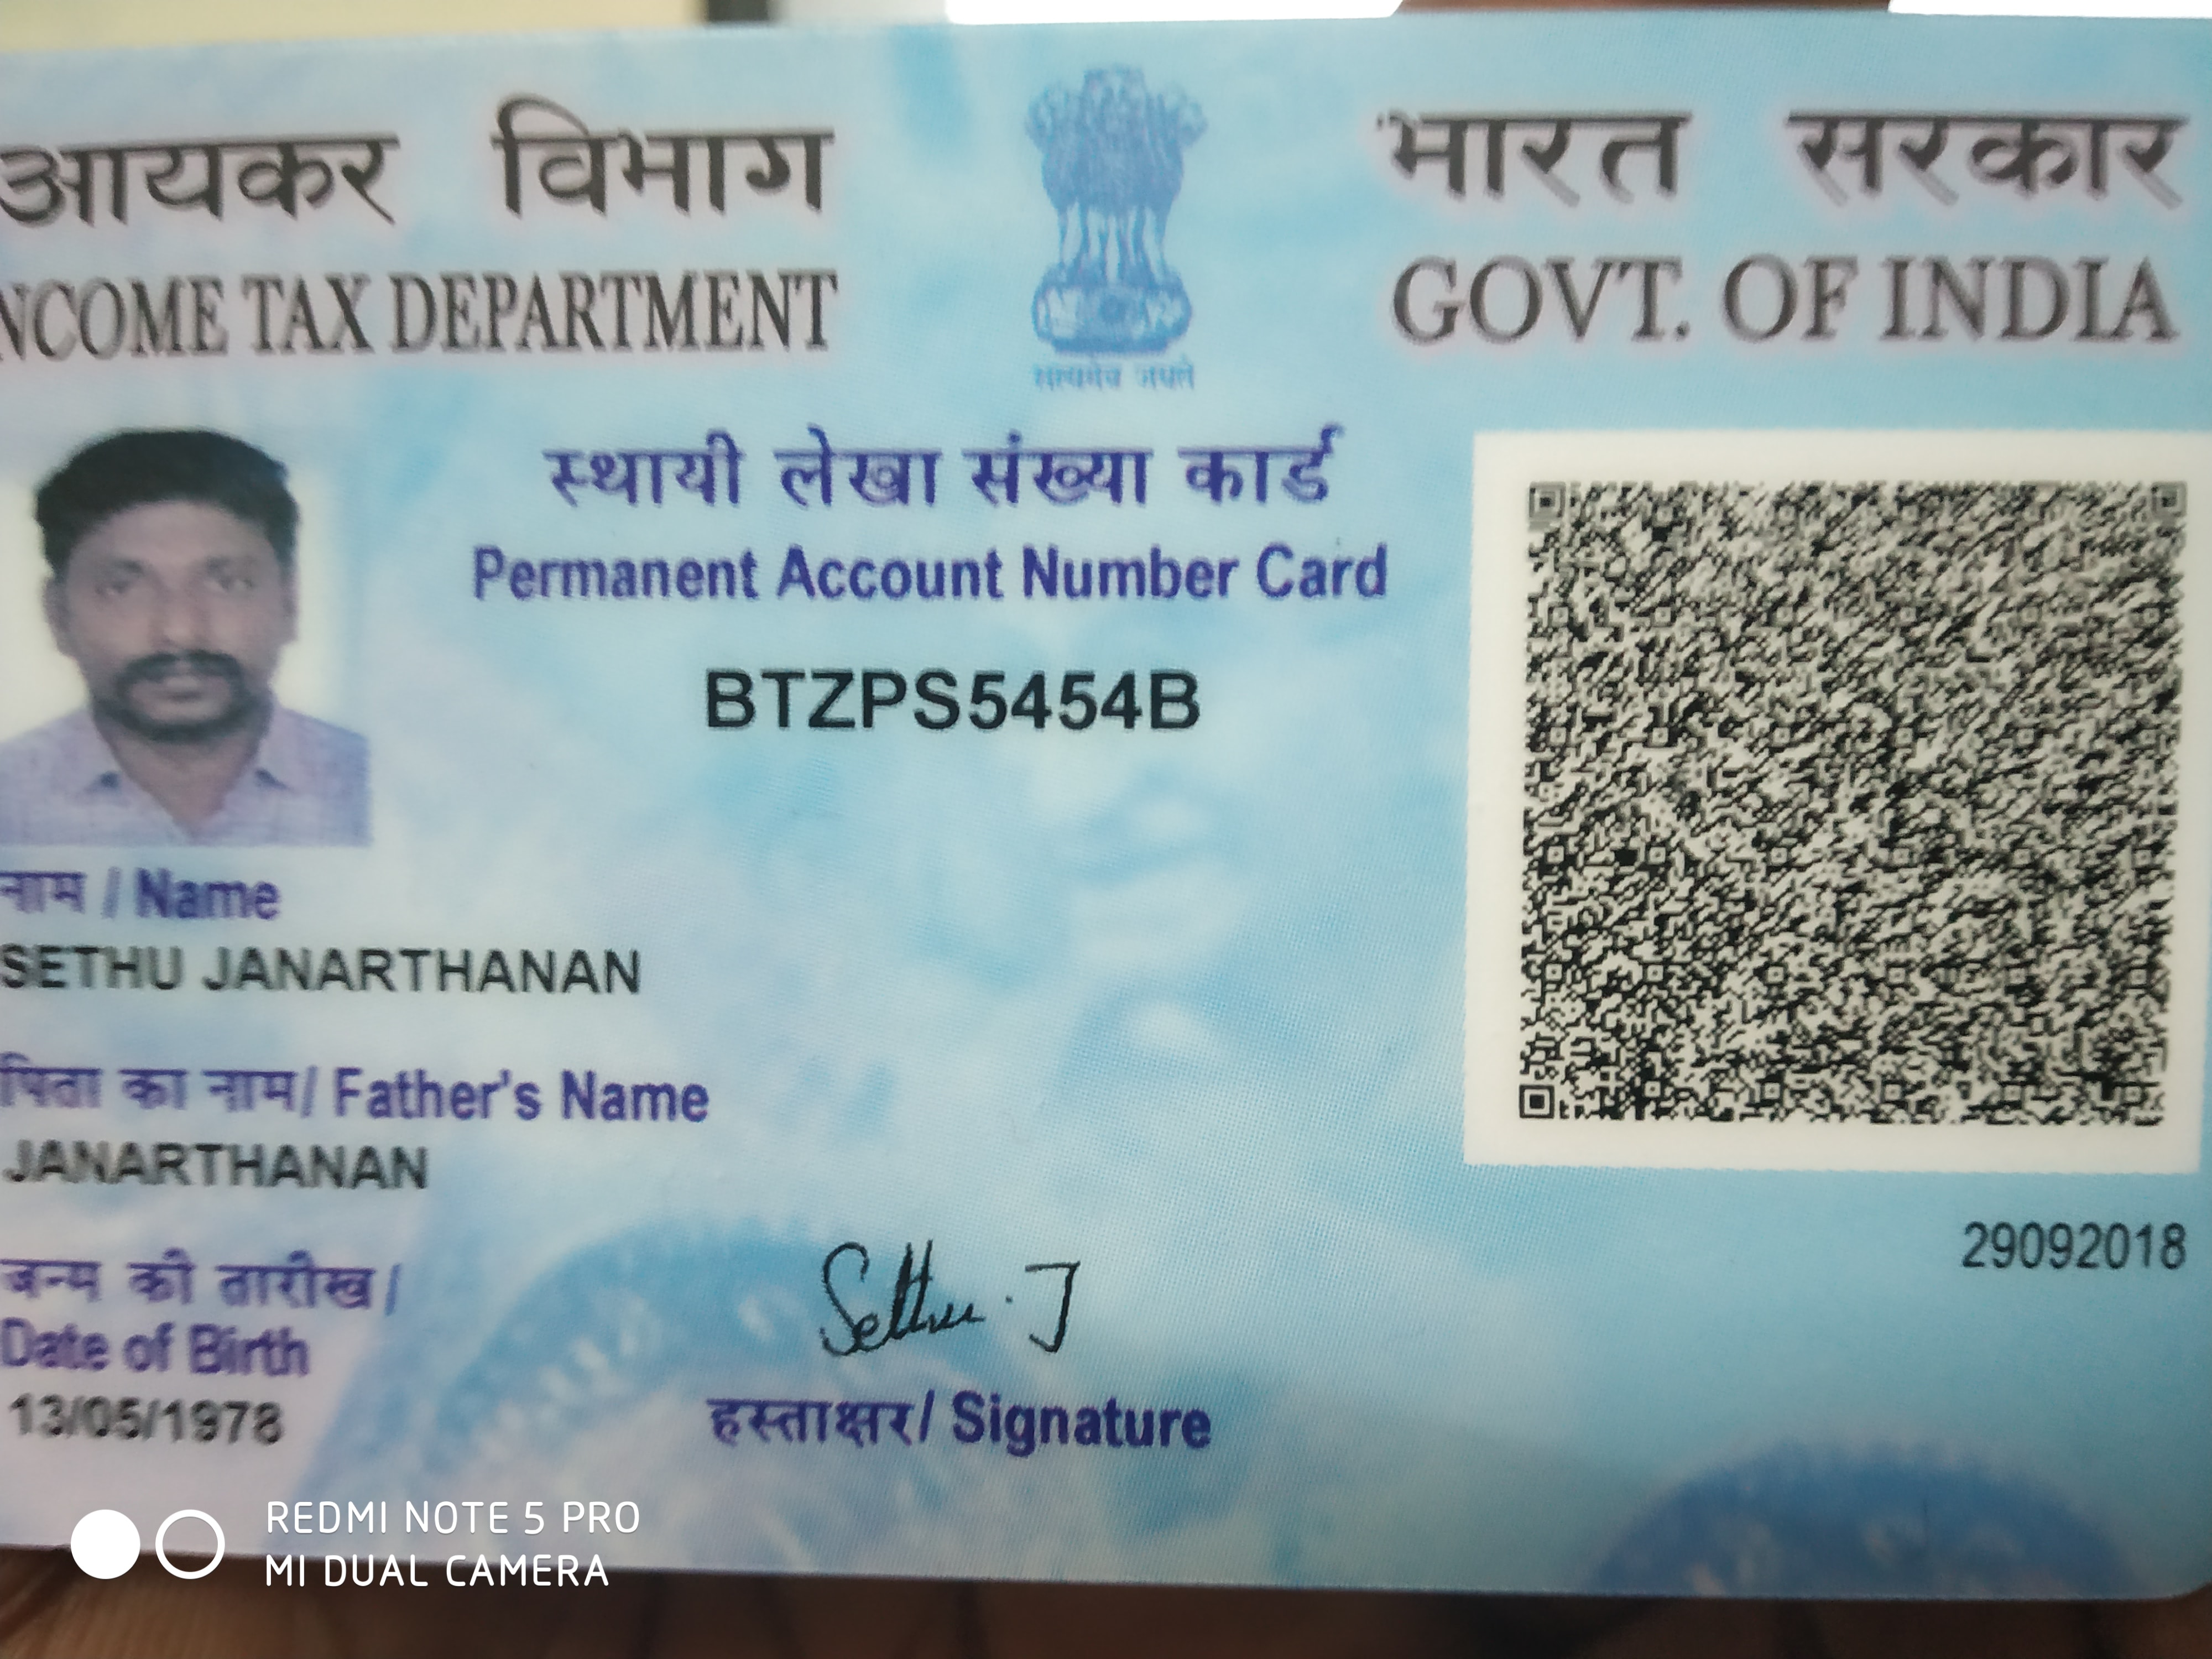 आयकर विभाग
NCOME TAX DEPARTMENT
भारत सरकार
GOVT. OF INDIA
सत्यमेव जयते
स्थायी लेखा संख्या कार्ड
Permanent Account Number Card
BTZPS5454B
नाम / Name
SETHU JANARTHANAN
पिता का नाम/ Father's Name
JANARTHANAN
जन्म की तारीख/
Date of Birth
13/05/1978
Sethu. J
हस्ताक्षर/ Signature
29092018
REDMI NOTE 5 PRO
MI DUAL CAMERA